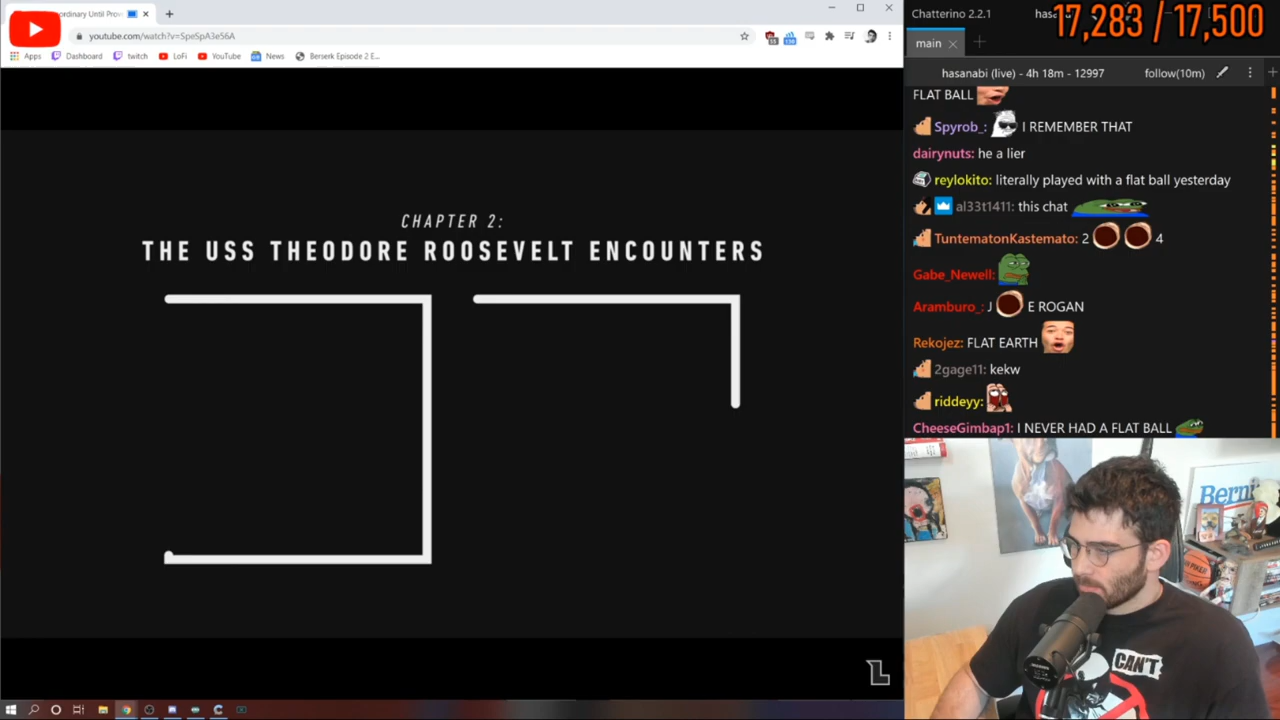 ordinary Until Prov
youtube.com/watch?v=SpeSpA3e56A
Apps Dashboard twitch LoFi YouTube News Berserk Episode 2 E...
CHAPTER 2:
THE USS THEODORE ROOSEVELT ENCOUNTERS
Chatterino 2.2.1
17,283 / 17,500
main
hasanabi (live) - 4h 18m - 12997 follow(10m)
FLAT BALL
Spyrob_: I REMEMBER THAT
dairynuts: he a lier
reylokito: literally played with a flat ball yesterday
al33t1411: this chat
TuntematonKastemato: 2 4
Gabe_Newell:
Aramburo_: J E ROGAN
Rekojez: FLAT EARTH
2gage11: kekw
riddeyy:
CheeseGimbap1: I NEVER HAD A FLAT BALL
Berni
CAN'T